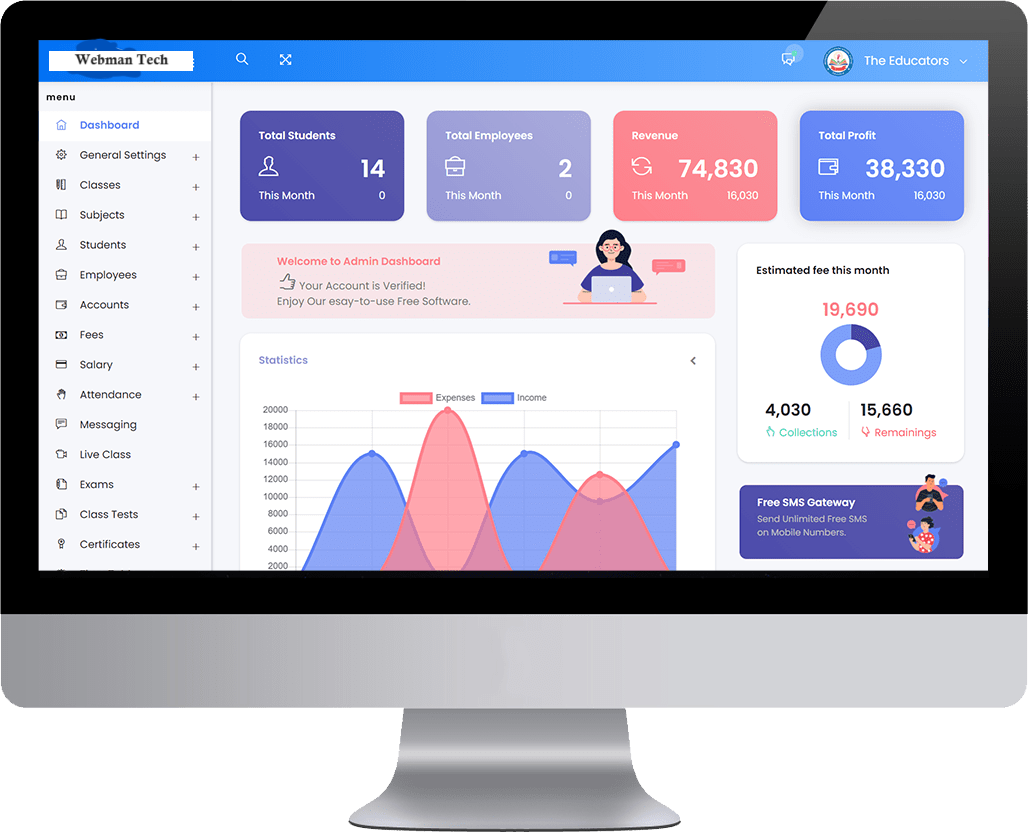 Webman Tech
The Educators
menu
Dashboard
General Settings +
Classes +
Subjects +
Students +
Employees +
Accounts +
Fees +
Salary +
Attendance +
Messaging
Live Class
Exams +
Class Tests +
Certificates +
Total Students
14
This Month 0
Total Employees
2
This Month 0
Revenue
74,830
This Month 16,030
Total Profit
38,330
This Month 16,030
Welcome to Admin Dashboard
Your Account is Verified!
Enjoy Our esay-to-use Free Software.
Statistics
Expenses Income
20000
18000
16000
14000
12000
10000
8000
6000
4000
2000
Estimated fee this month
19,690
4,030 15,660
Collections Remainings
Free SMS Gateway
Send Unlimited Free SMS
on Mobile Numbers.